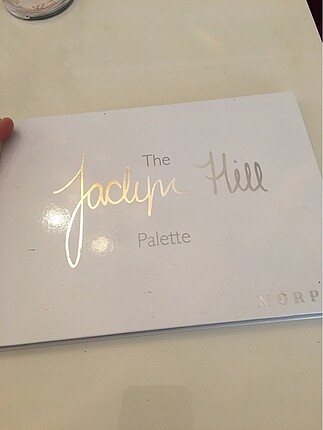 The
Jaclyn Hill
Palette
MORP